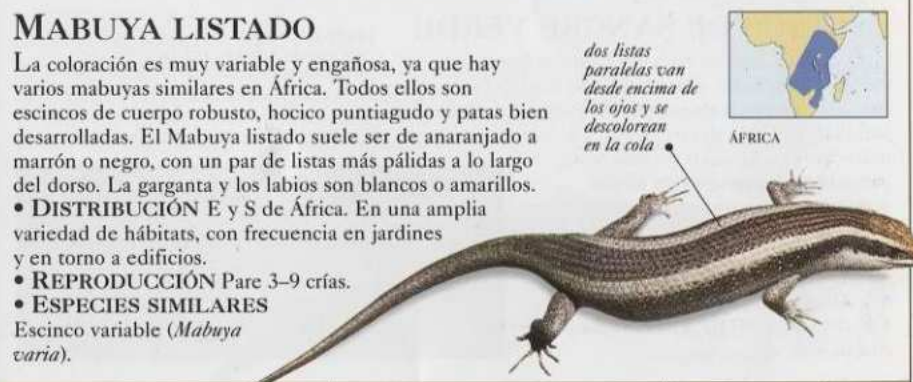 MABUYA LISTADO
La coloración es muy variable y engañosa, ya que hay
varios mabuyas similares en África. Todos ellos son
escincos de cuerpo robusto, hocico puntiagudo y patas bien
desarrolladas. El Mabuya listado suele ser de anaranjado a
marrón o negro, con un par de listas más pálidas a lo largo
del dorso. La garganta y los labios son blancos o amarillos.
• DISTRIBUCIÓN E y S de África. En una amplia
variedad de hábitats, con frecuencia en jardines
y en torno a edificios.
• REPRODUCCIÓN Pare 3–9 crías.
• ESPECIES SIMILARES
Escinco variable (Mabuya
varia).
dos listas
paralelas van
desde encima de
los ojos y se
descolorean
en la cola
ÁFRICA